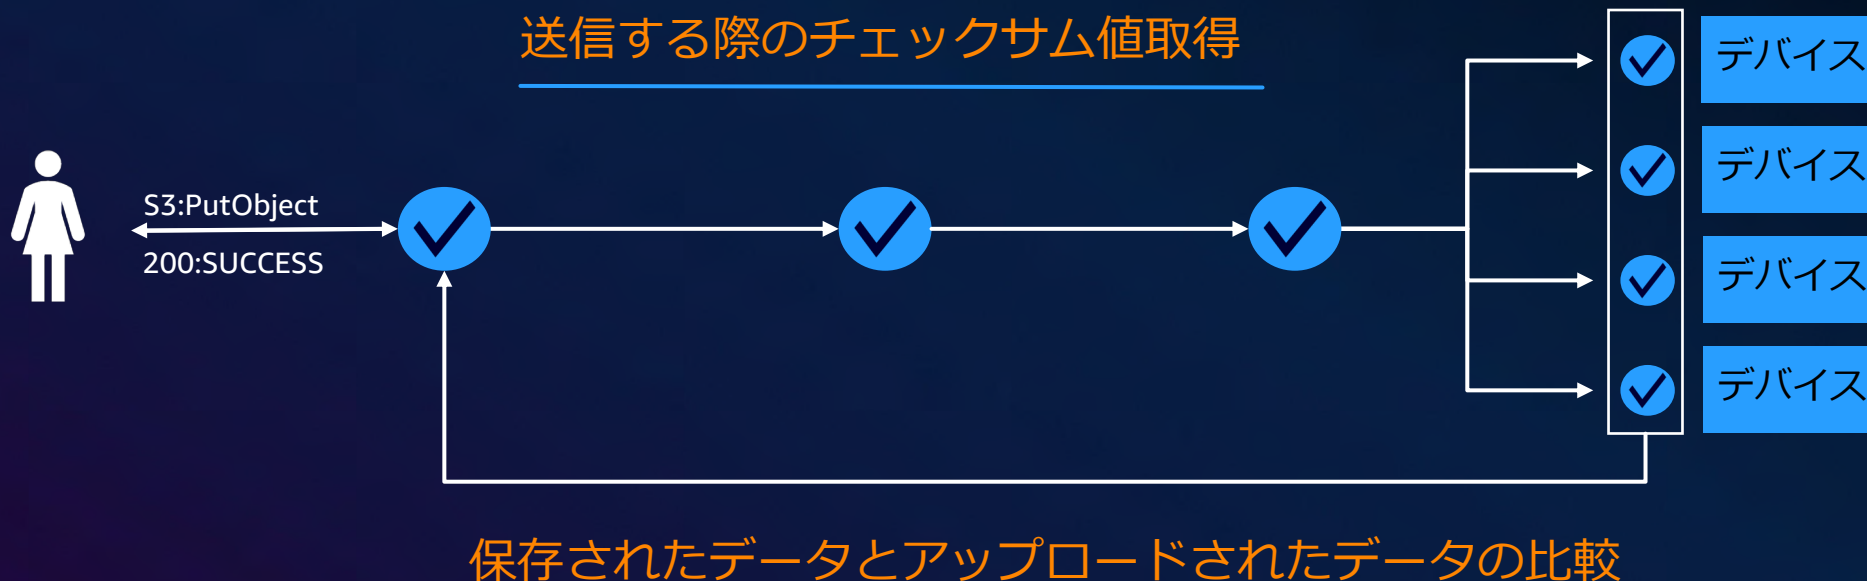 送信する際のチェックサム値取得
S3:PutObject
200:SUCCESS
デバイス
デバイス
デバイス
デバイス
保存されたデータとアップロードされたデータの比較